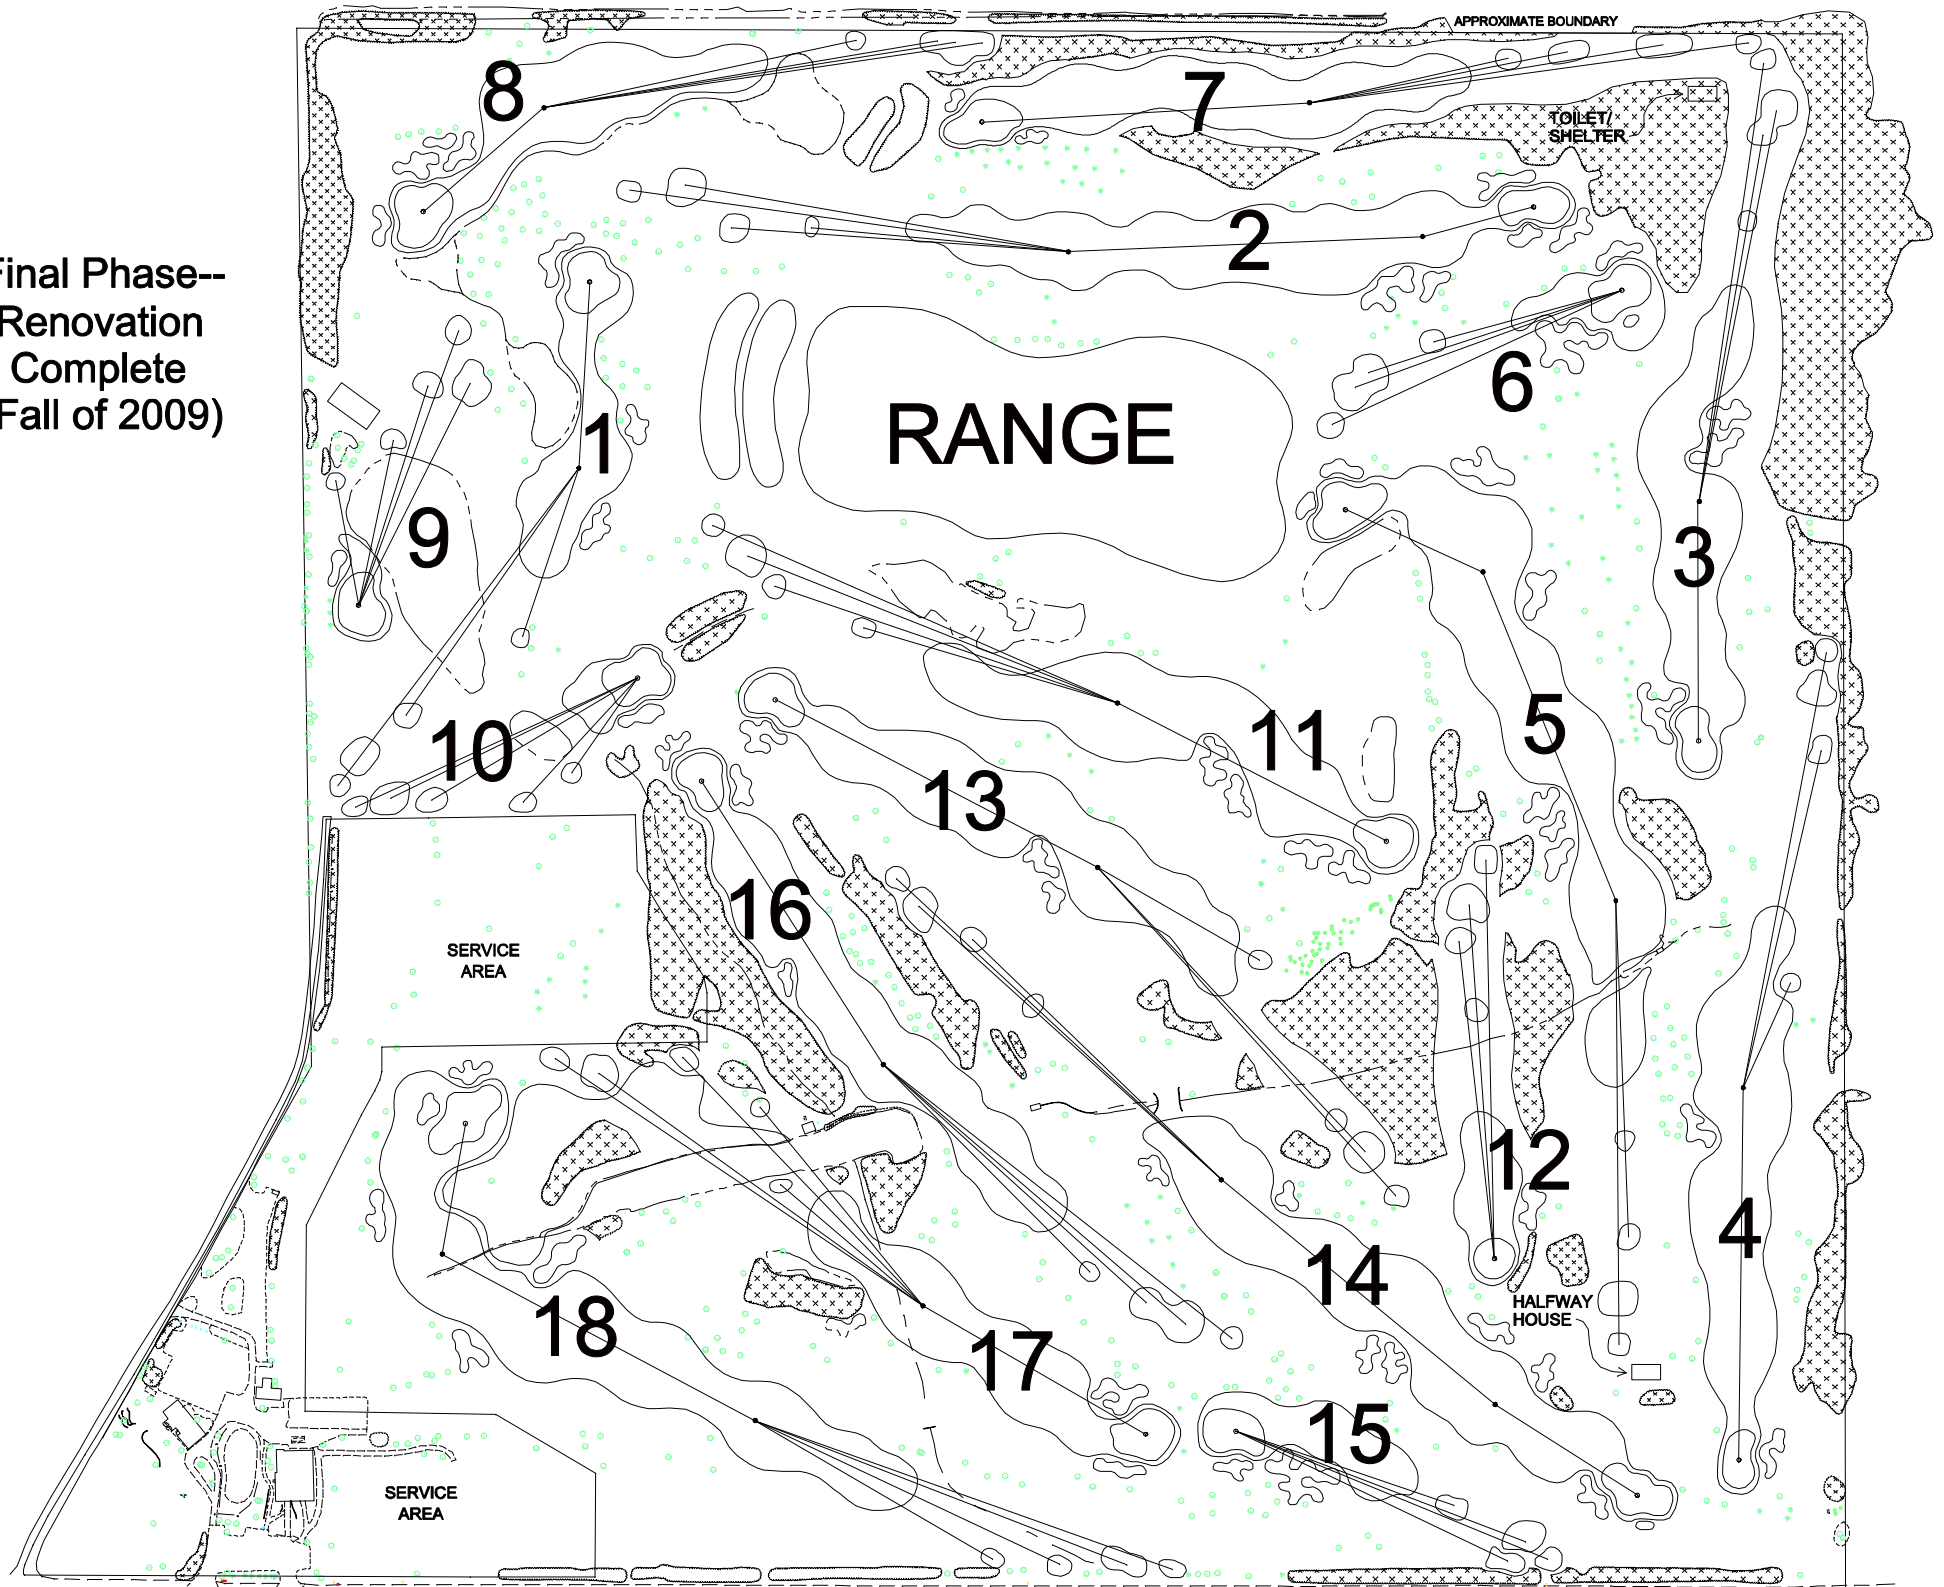 APPROXIMATE BOUNDARY
8
7
TOILET/
SHELTER
2
Final Phase--
Renovation
Complete
(Fall of 2009)
6
1
RANGE
9
3
10
11
5
13
16
SERVICE
AREA
12
4
14
HALFWAY
HOUSE
18
17
15
SERVICE
AREA